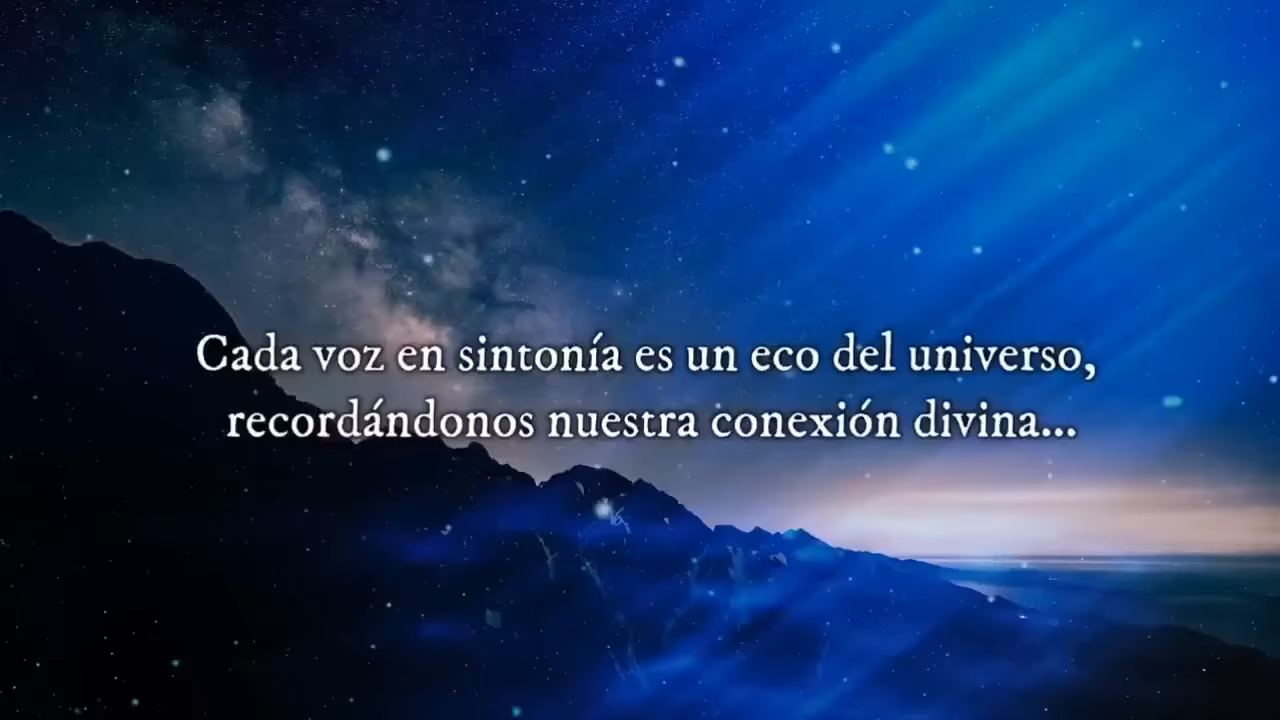 Cada voz en sintonía es un eco del universo,
recordándonos nuestra conexión divina...